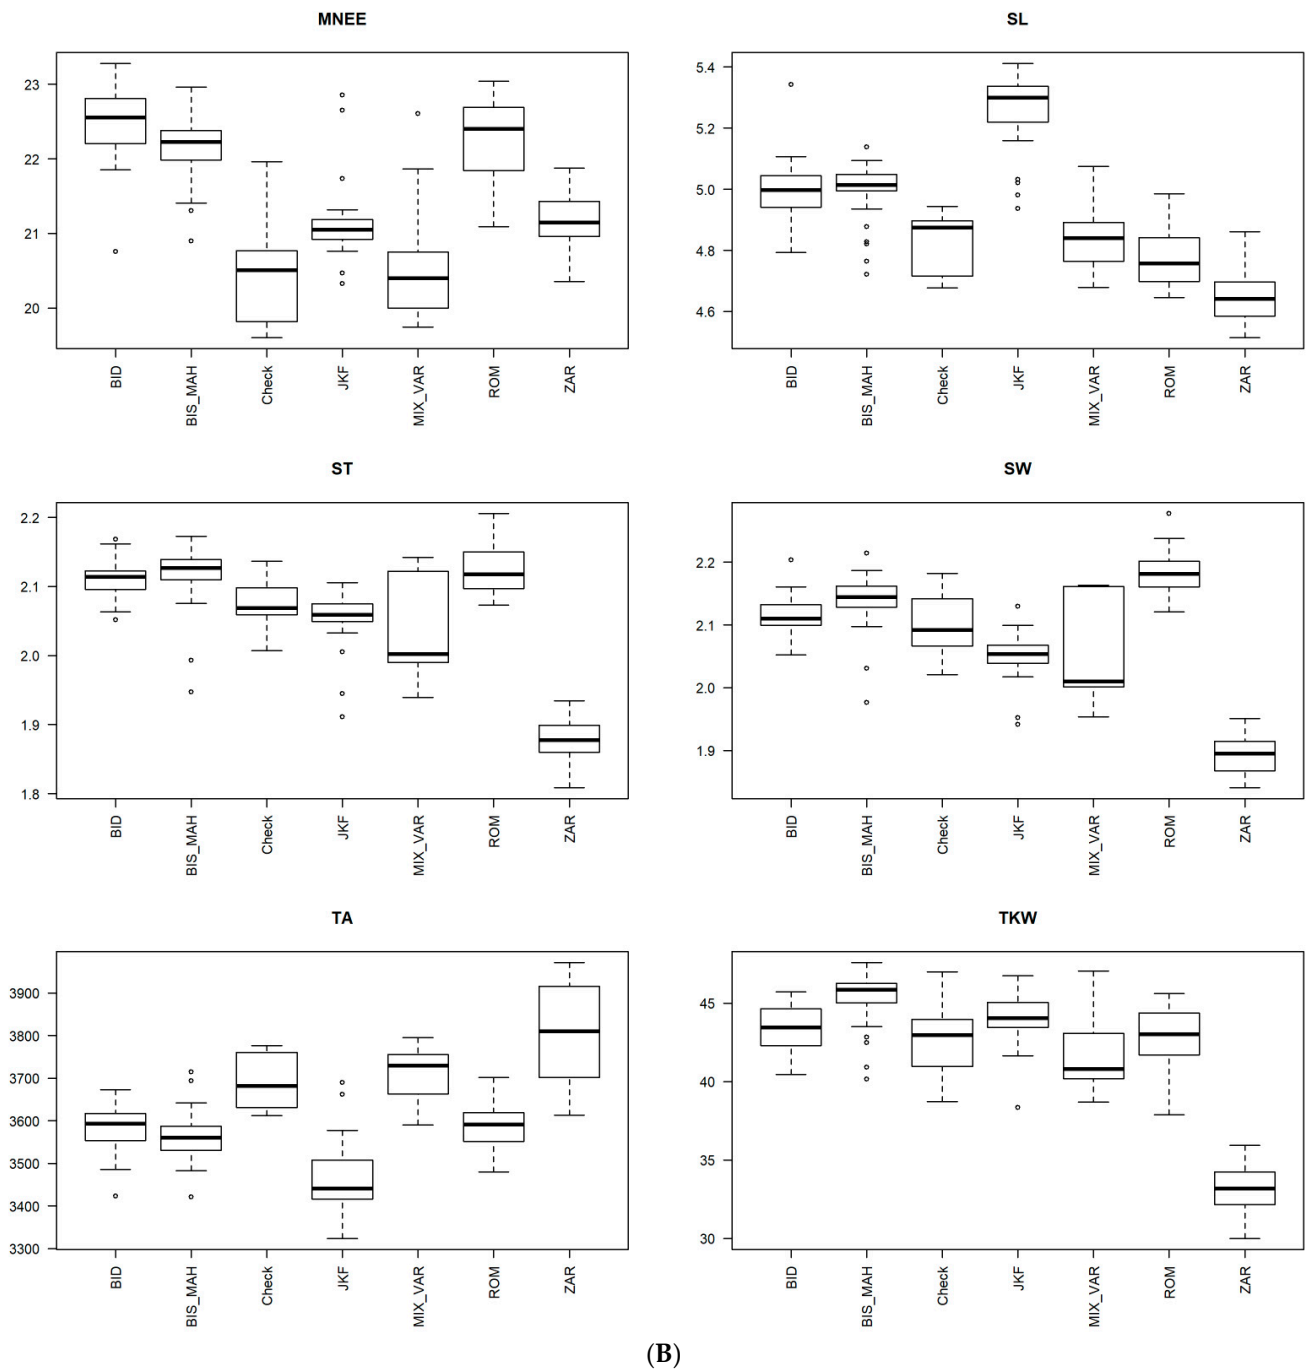 MNEE
23
22
21
20
BID
BIS_MAH
Check
JKF
MIX_VAR
ROM
ZAR
SL
5.4
5.2
5.0
4.8
4.6
BID
BIS_MAH
Check
JKF
MIX_VAR
ROM
ZAR
ST
2.2
2.1
2.0
1.9
1.8
BID
BIS_MAH
Check
JKF
MIX_VAR
ROM
ZAR
SW
2.2
2.1
2.0
1.9
BID
BIS_MAH
Check
JKF
MIX_VAR
ROM
ZAR
TA
3900
3800
3700
3600
3500
3400
3300
BID
BIS_MAH
Check
JKF
MIX_VAR
ROM
ZAR
TKW
45
40
35
30
BID
BIS_MAH
Check
JKF
MIX_VAR
ROM
ZAR
(B)